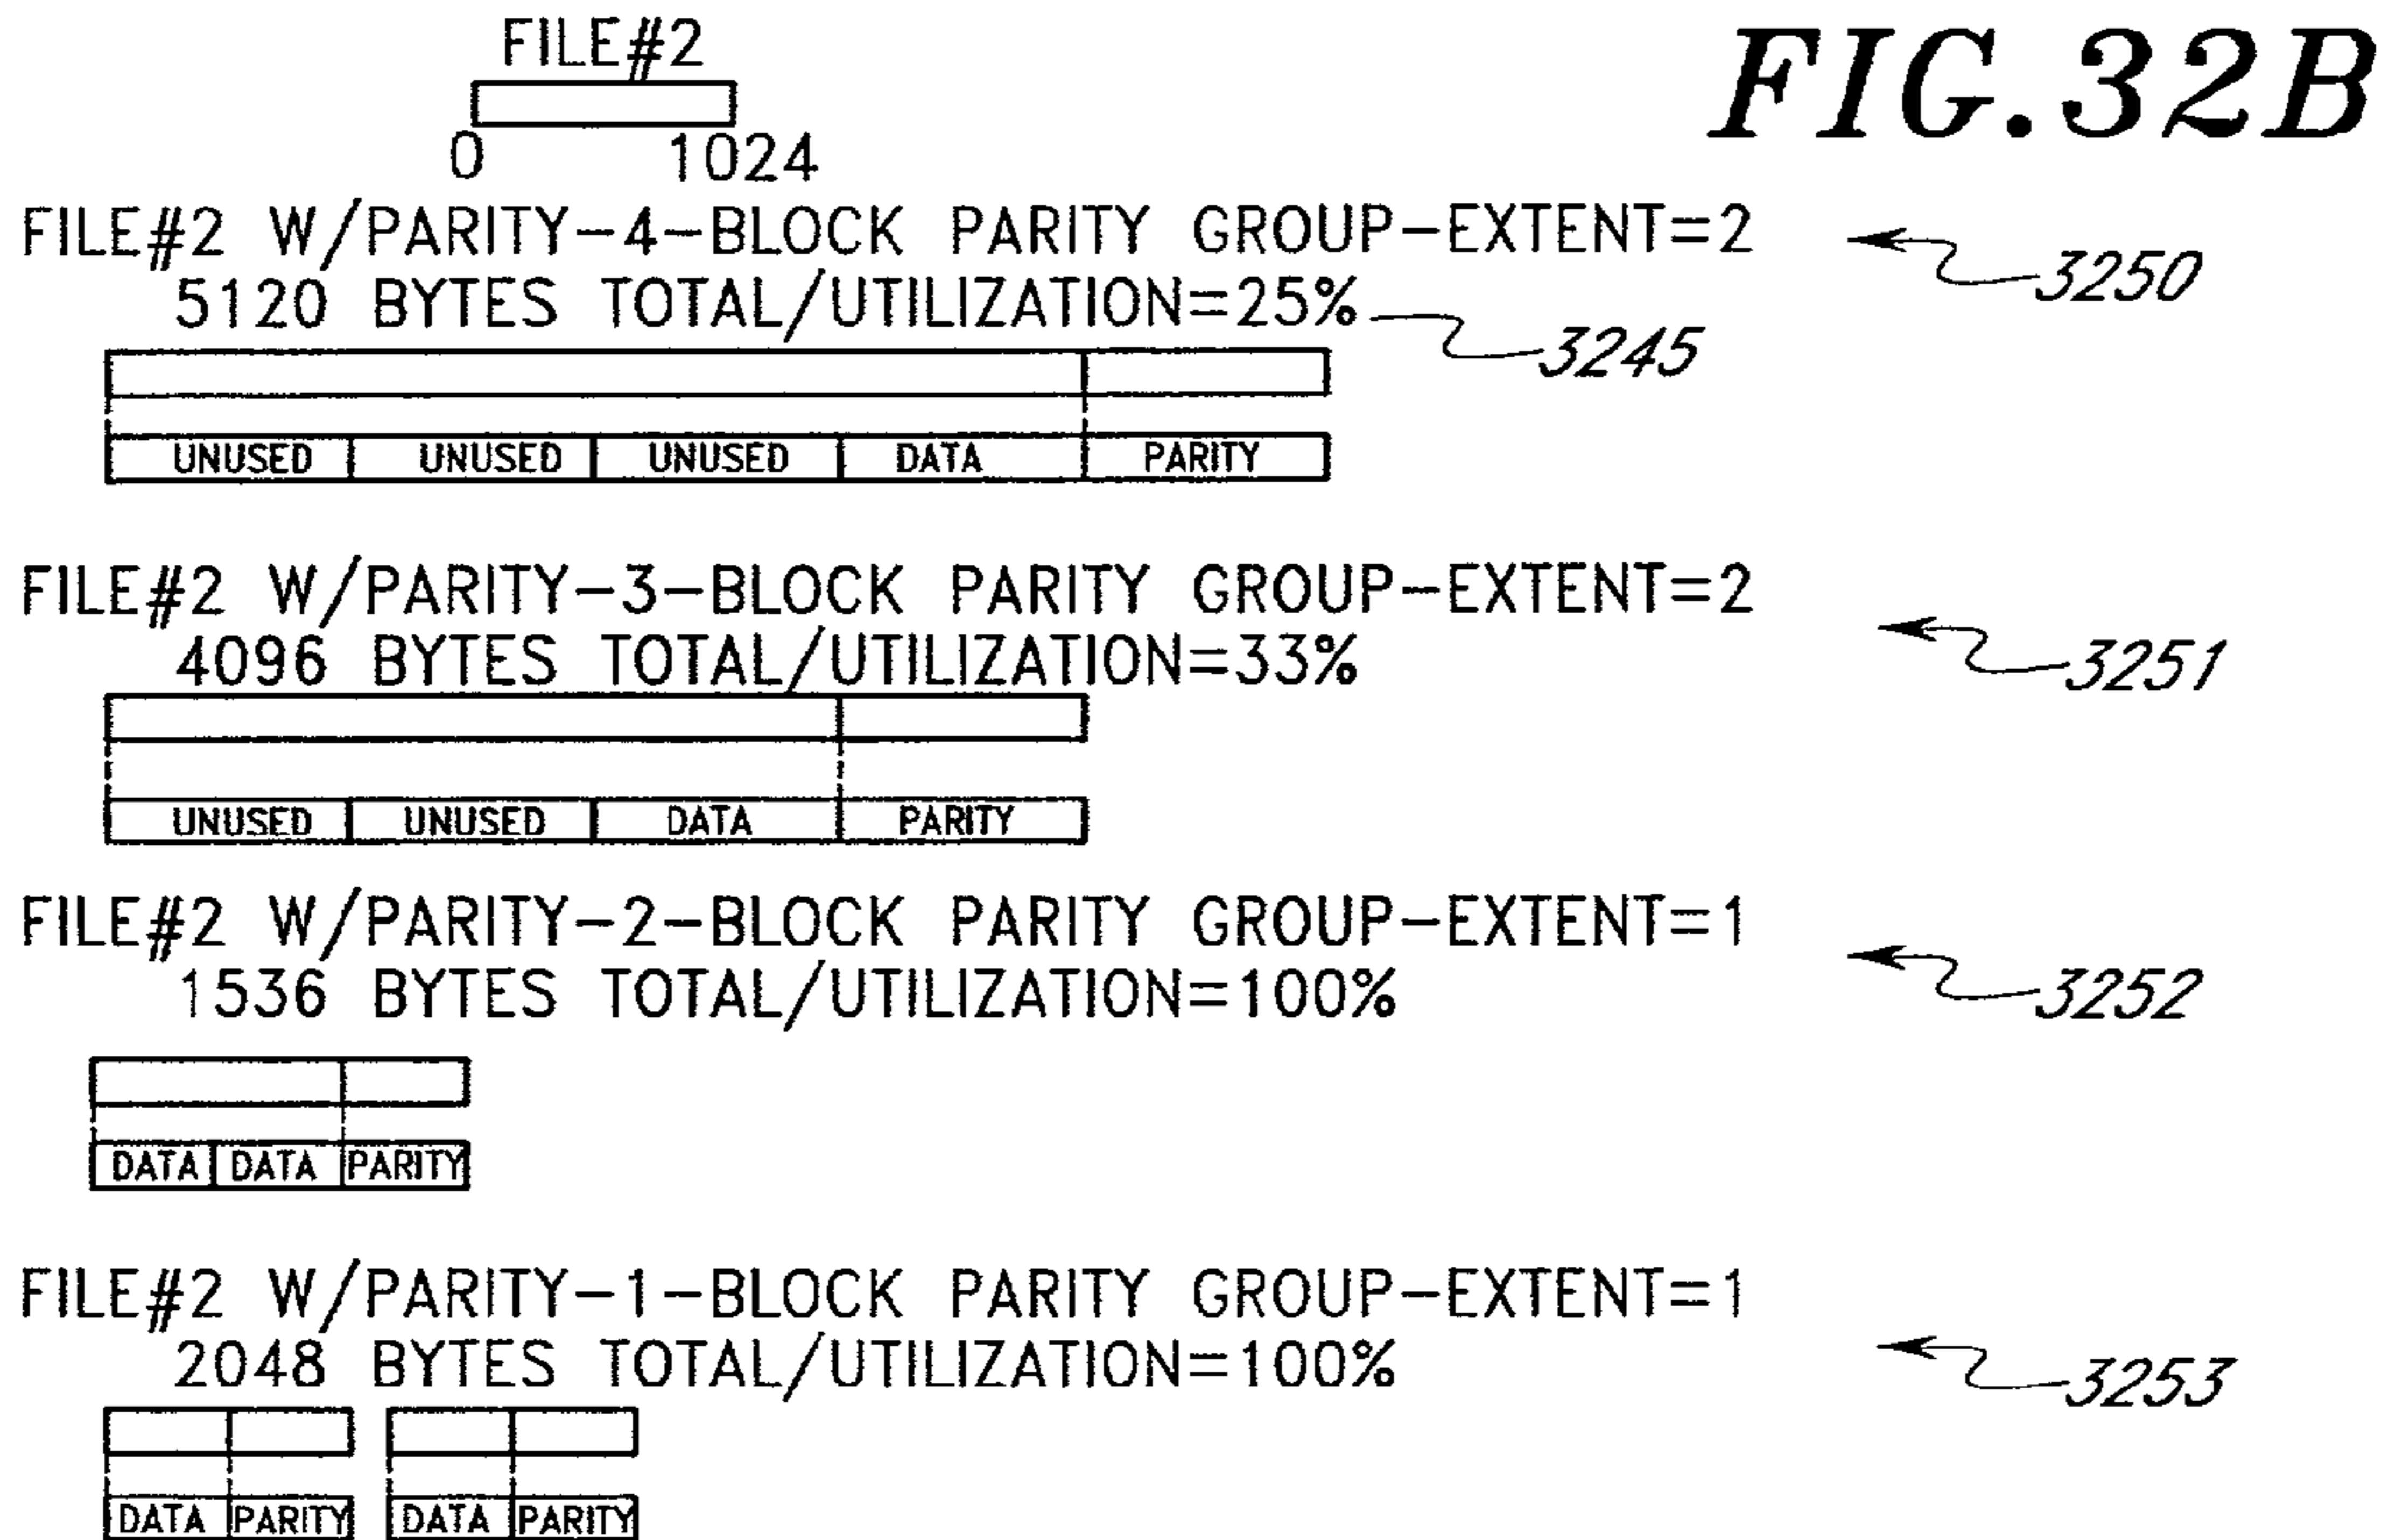 FILE#2
FIG.32B
0 1024
FILE#2 W/PARITY-4-BLOCK PARITY GROUP-EXTENT=2
3250
5120 BYTES TOTAL/UTILIZATION=25%
3245
UNUSED UNUSED UNUSED DATA PARITY
FILE#2 W/PARITY-3-BLOCK PARITY GROUP-EXTENT=2
4096 BYTES TOTAL/UTILIZATION=33%
3251
UNUSED UNUSED DATA PARITY
FILE#2 W/PARITY-2-BLOCK PARITY GROUP-EXTENT=1
1536 BYTES TOTAL/UTILIZATION=100%
3252
DATA DATA PARITY
FILE#2 W/PARITY-1-BLOCK PARITY GROUP-EXTENT=1
2048 BYTES TOTAL/UTILIZATION=100%
3253
DATA PARITY DATA PARITY